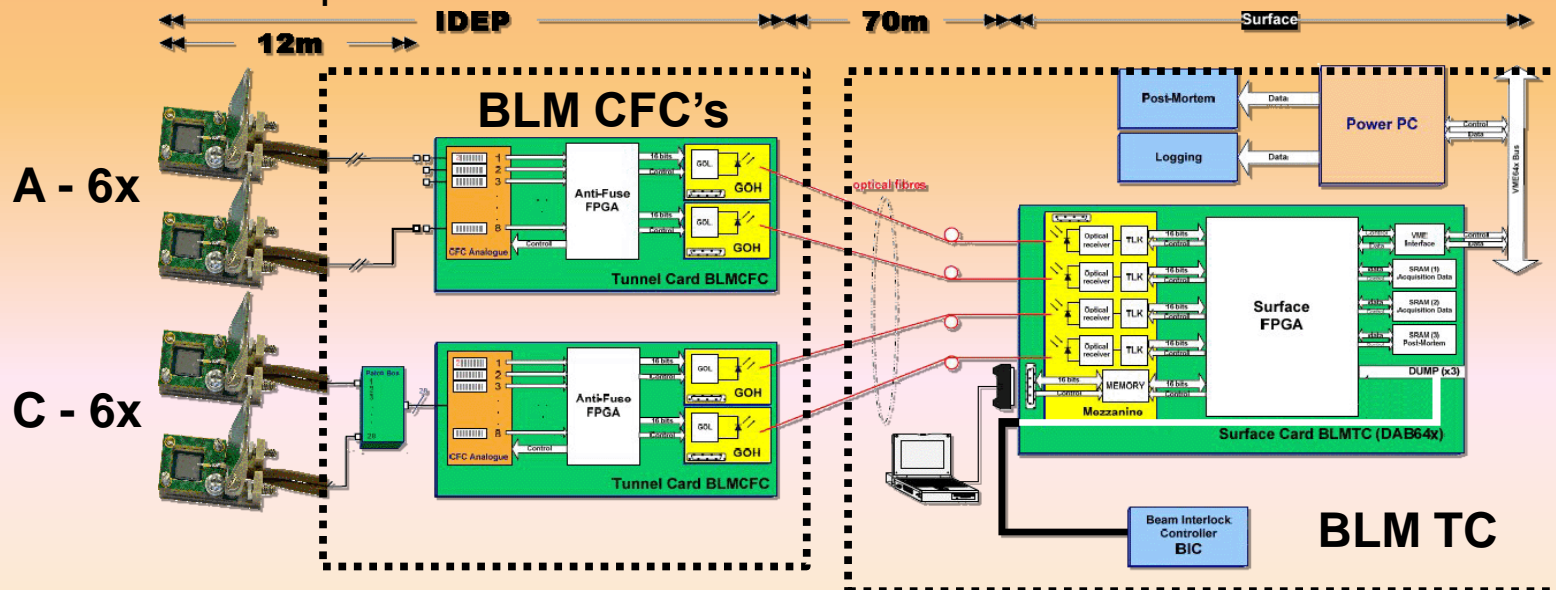 IDEP
70m
Surface
12m
BLM CFC's
A - 6x
C - 6x
CFC Analogue
1
2
3
8
Anti-Fuse
FPGA
Control
16 bits
Control
GOL
GOH
16 bits
Control
GOL
GOH
Tunnel Card BLMCFC
Patch Box
1
28
CFC Analogue
1
2
3
8
Anti-Fuse
FPGA
Control
16 bits
Control
GOL
GOH
16 bits
Control
GOL
GOH
Tunnel Card BLMCFC
optical fibres
Post-Mortem
Data
Logging
Data
Power PC
Control
Data
VME64x Bus
Optical
receiver
TLK
16 bits
Control
Optical
receiver
TLK
16 bits
Control
Optical
receiver
TLK
16 bits
Control
Optical
receiver
TLK
16 bits
Control
16 bits
Control
MEMORY
16 bits
Control
Mezzanine
Surface
FPGA
Control
Data
VME
Interface
Control
Data
data
SRAM (1)
Acquisition Data
data
SRAM (2)
Acquisition Data
data
SRAM (3)
Post-Mortem
DUMP (x3)
Surface Card BLMTC (DAB64x)
Beam Interlock
Controller
BIC
BLM TC